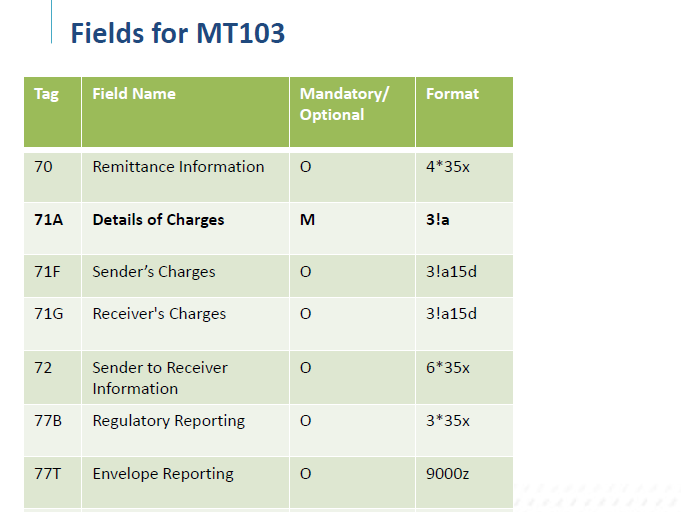 Fields for MT103
Tag Field Name Mandatory/ Format
Optional
70 Remittance Information O 4*35x
71A Details of Charges M 3!a
71F Sender’s Charges O 3!a15d
71G Receiver's Charges O 3!a15d
72 Sender to Receiver O 6*35x
Information
77B Regulatory Reporting O 3*35x
77T Envelope Reporting O 9000z